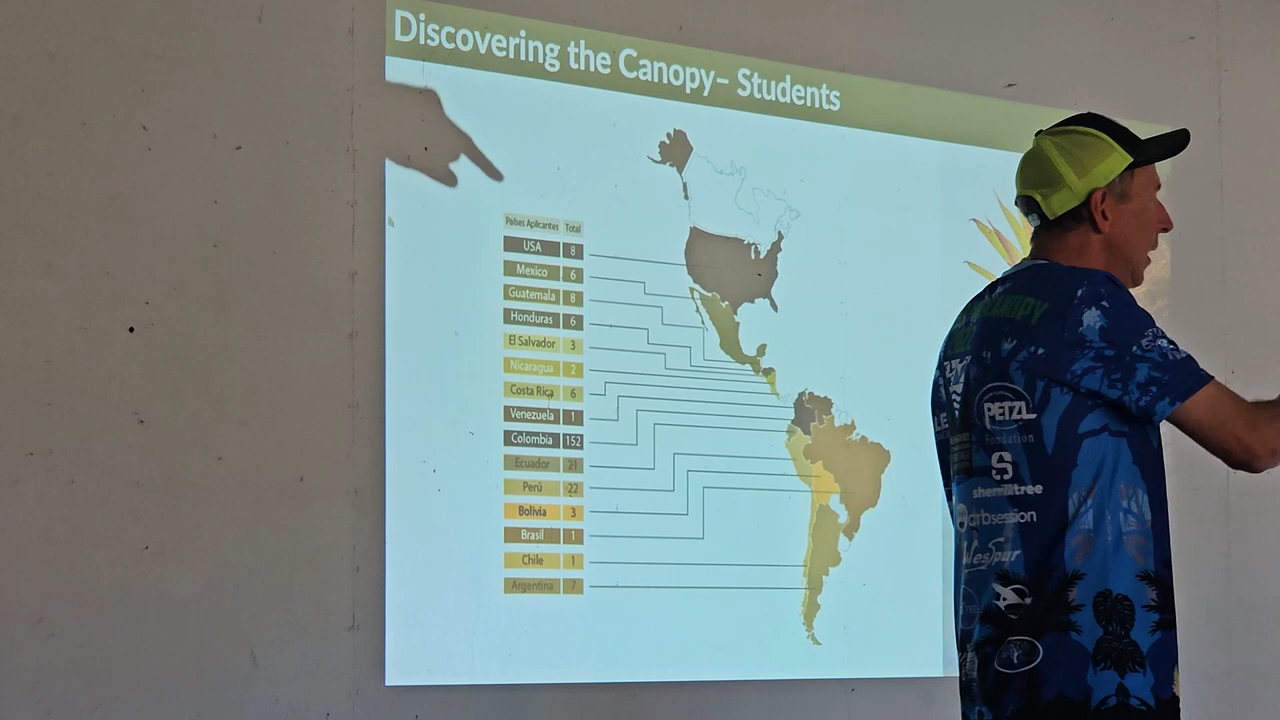 Discovering the Canopy– Students
Países Aplicantes Total
USA 8
Mexico 6
Guatemala 8
Honduras 6
El Salvador 3
Nicaragua 2
Costa Rica 6
Venezuela 1
Colombia 152
Ecuador 21
Perú 22
Bolivia 3
Brasil 1
Chile 1
Argentina 7
PETZL
Foundation
sherrilltree
arbsession
WesSpur